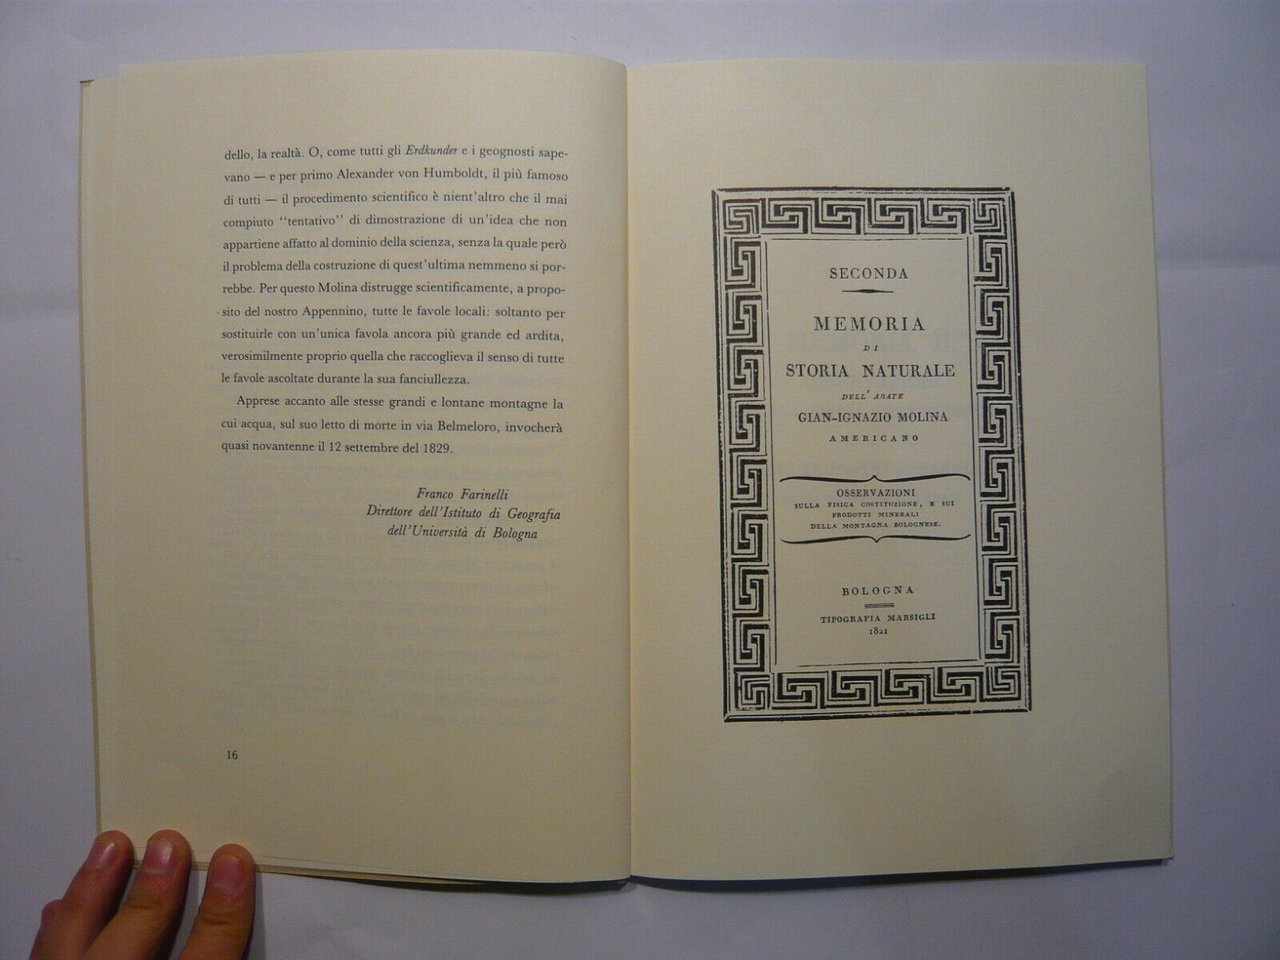 dello, la realtà. O, come tutti gli Erdkunder e i geognosti sape-
vano — e per primo Alexander von Humboldt, il più famoso
di tutti — il procedimento scientifico è nient'altro che il mai
compiuto "tentativo" di dimostrazione di un'idea che non
appartiene affatto al dominio della scienza, senza la quale però
il problema della costruzione di quest'ultima nemmeno si por-
rebbe. Per questo Molina distrugge scientificamente, a propo-
sito del nostro Appennino, tutte le favole locali: soltanto per
sostituirle con un'unica favola ancora più grande ed ardita,
verosimilmente proprio quella che raccoglieva il senso di tutte
le favole ascoltate durante la sua fanciullezza.
Apprese accanto alle stesse grandi e lontane montagne la
cui acqua, sul suo letto di morte in via Belmeloro, invocherà
quasi novantenne il 12 settembre del 1829.
Franco Farinelli
Direttore dell'Istituto di Geografia
dell'Università di Bologna
16
SECONDA
MEMORIA
DI
STORIA NATURALE
DELL' ABATE
GIAN-IGNAZIO MOLINA
AMERICANO
OSSERVAZIONI
SULLA FISICA COSTITUZIONE, E SUI
PRODOTTI MINERALI
DELLA MONTAGNA BOLOGNESE.
BOLOGNA
TIPOGRAFIA MARSIGLI
1821